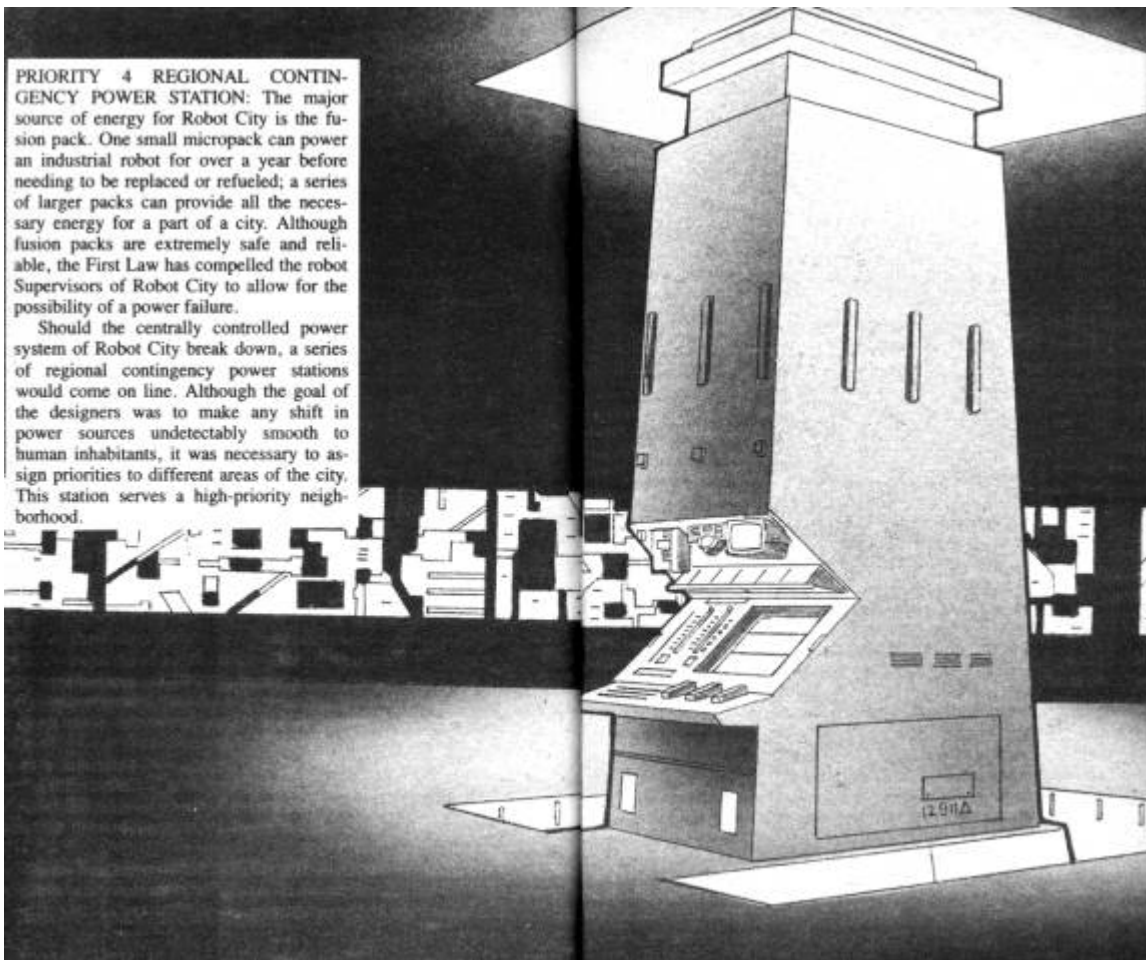 PRIORITY 4 REGIONAL CONTIN-
GENCY POWER STATION: The major
source of energy for Robot City is the fu-
sion pack. One small micropack can power
an industrial robot for over a year before
needing to be replaced or refueled; a series
of larger packs can provide all the neces-
sary energy for a part of a city. Although
fusion packs are extremely safe and reli-
able, the First Law has compelled the robot
Supervisors of Robot City to allow for the
possibility of a power failure.
Should the centrally controlled power
system of Robot City break down, a series
of regional contingency power stations
would come on line. Although the goal of
the designers was to make any shift in
power sources undetectably smooth to
human inhabitants, it was necessary to as-
sign priorities to different areas of the city.
This station serves a high-priority neigh-
borhood.